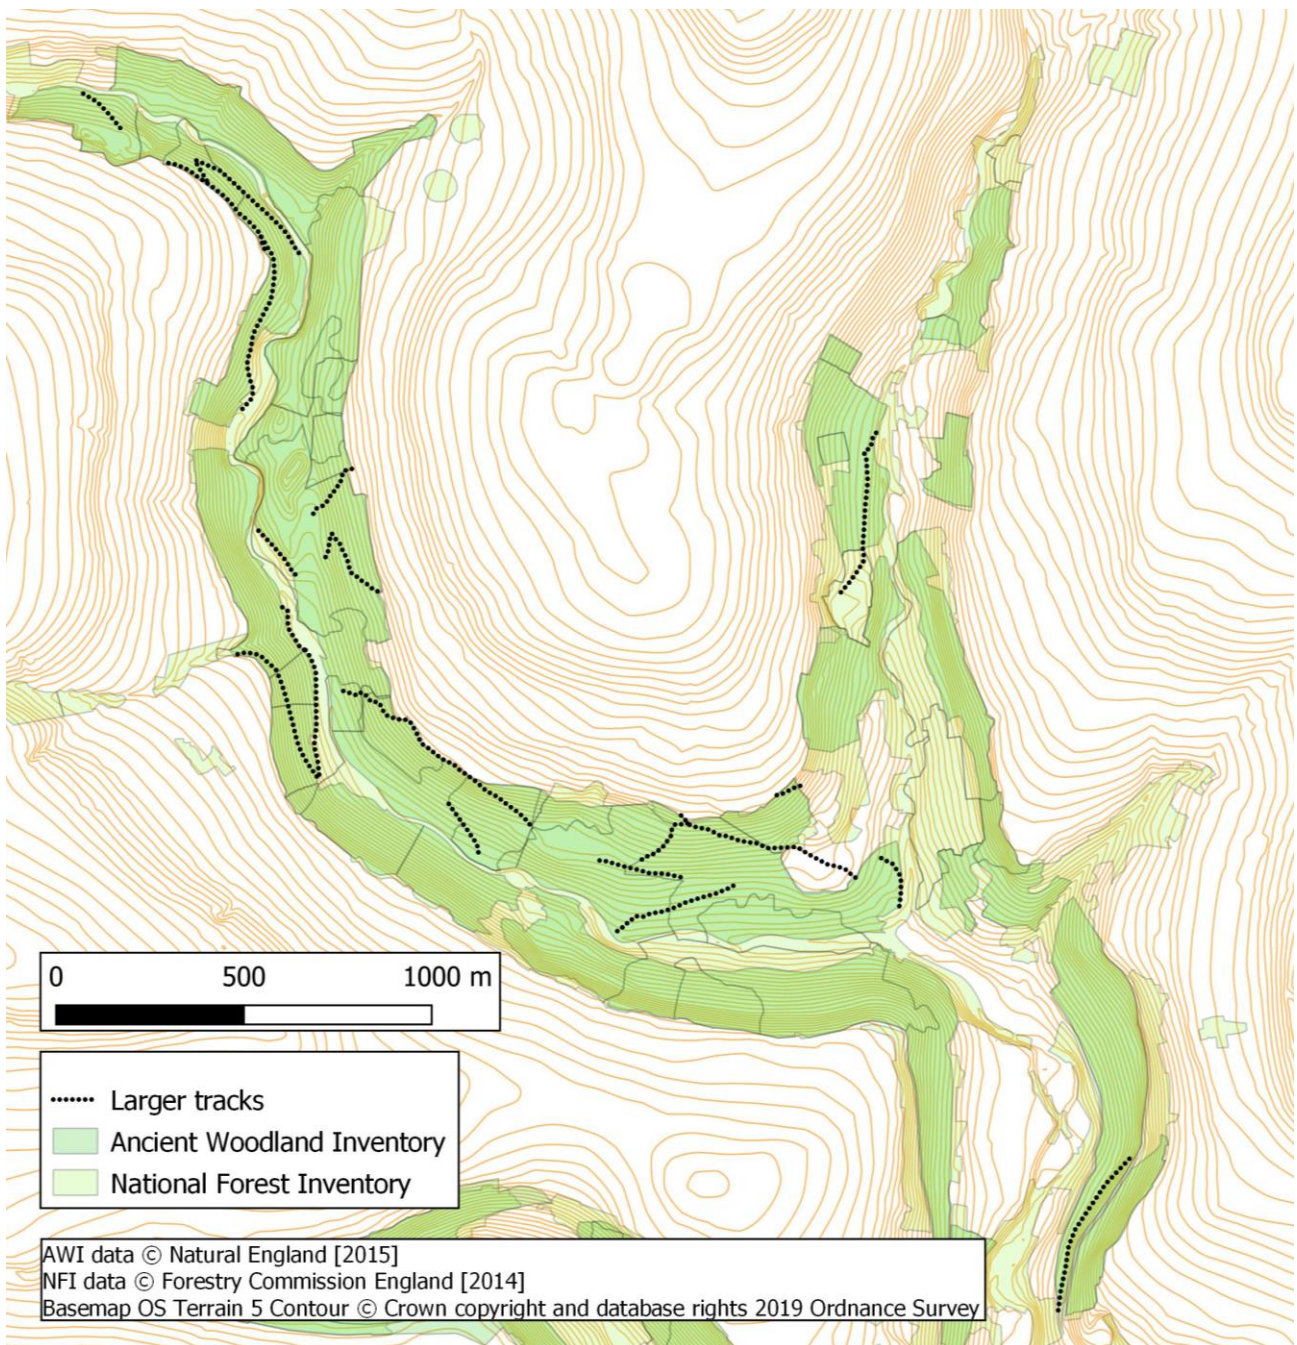 0 500 1000 m
Larger tracks
Ancient Woodland Inventory
National Forest Inventory
AWI data © Natural England [2015]
NFI data © Forestry Commission England [2014]
Basemap OS Terrain 5 Contour © Crown copyright and database rights 2019 Ordnance Survey